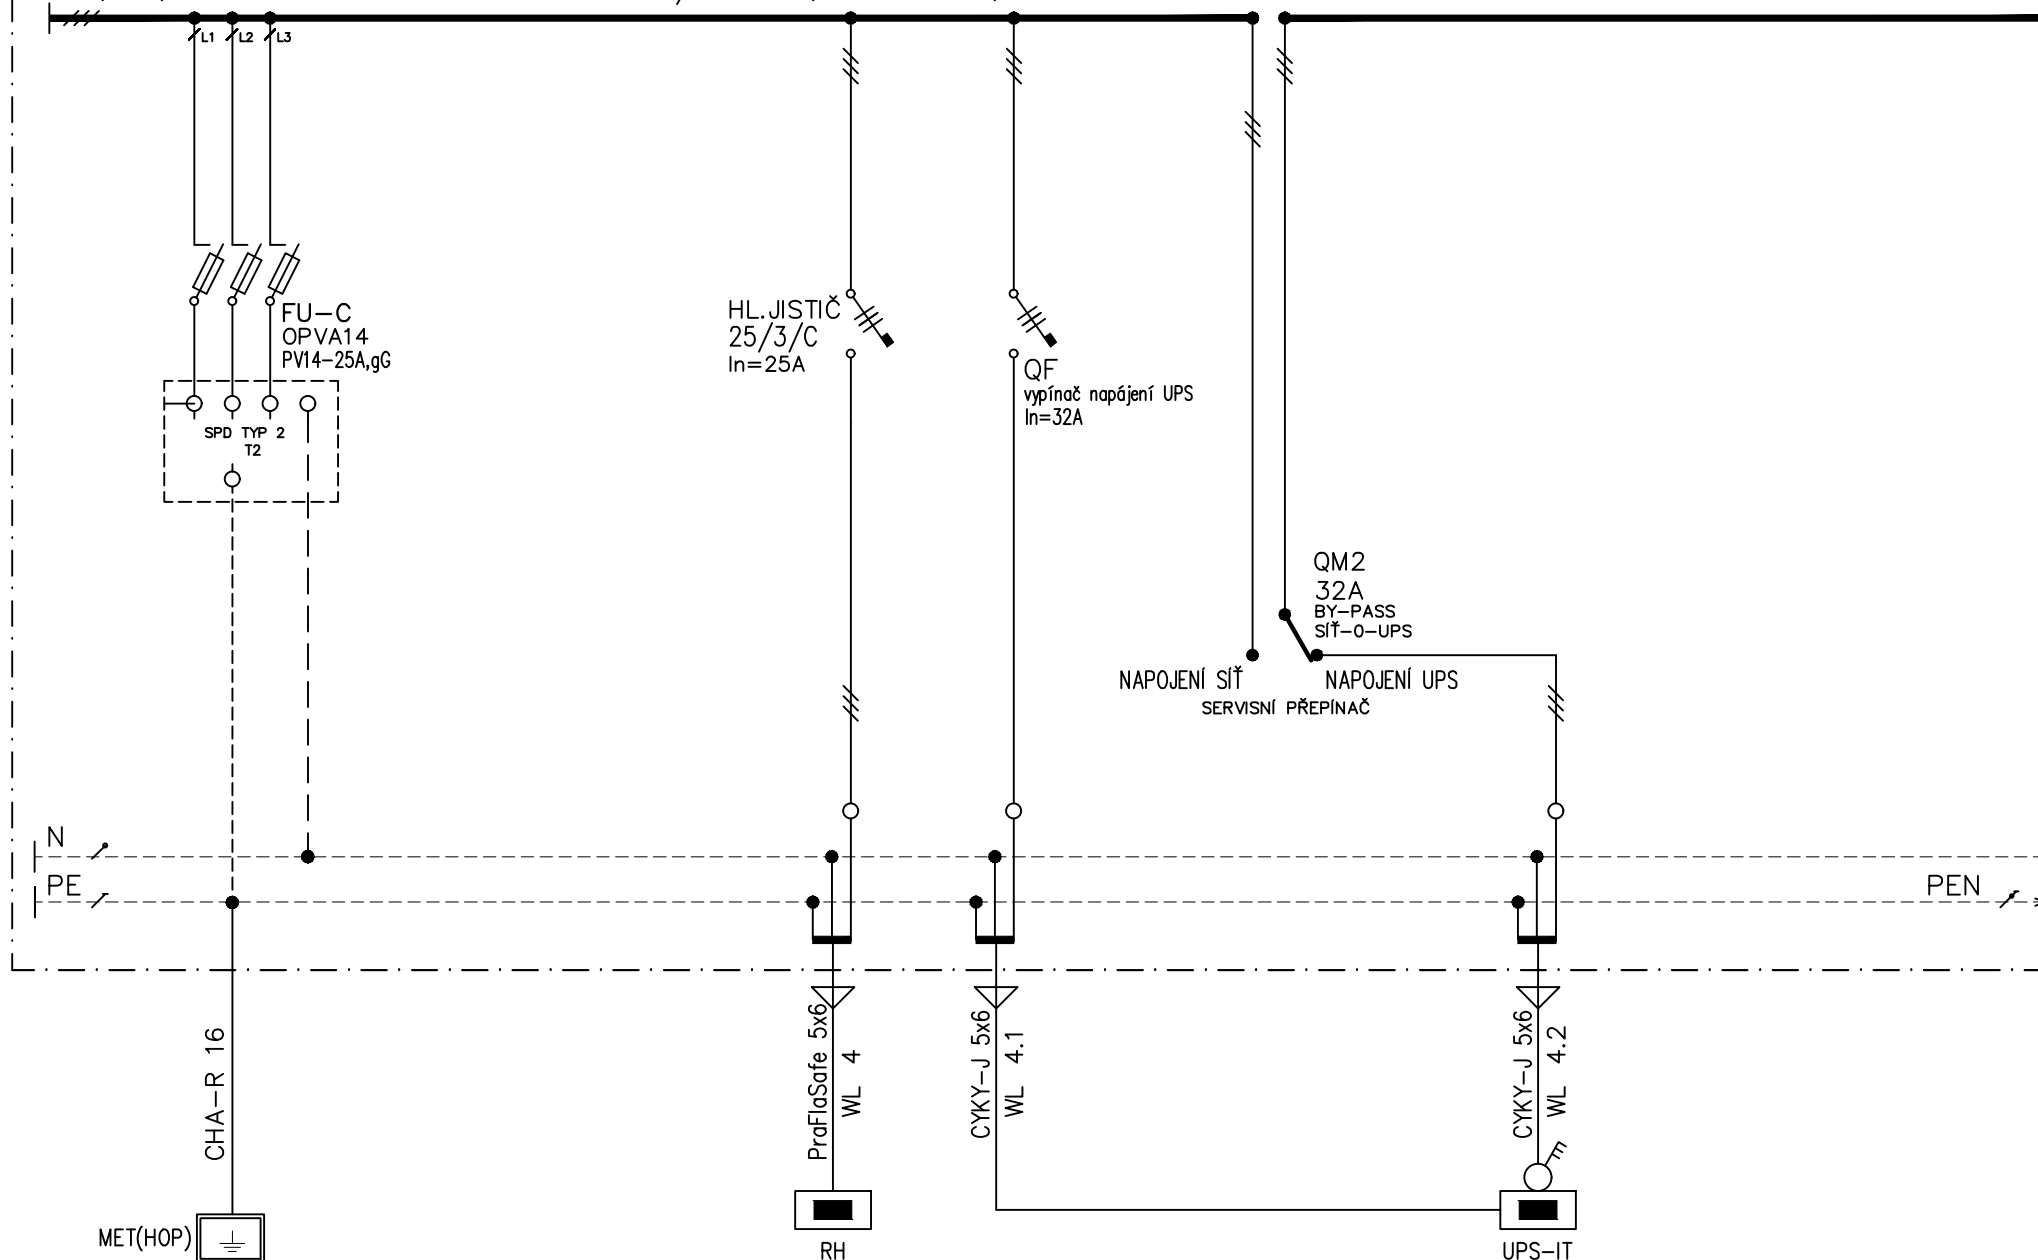 L1 L2 L3
FU-C
OPVA14
PV14-25A,gG
SPD TYP 2
T2
HL.JISTIČ
25/3/C
In=25A
QF
vypínač napájení UPS
In=32A
QM2
32A
BY-PASS
SÍŤ-0-UPS
NAPOJENÍ SÍŤ
NAPOJENÍ UPS
SERVISNÍ PŘEPÍNAČ
N
PE
PEN
CHA-R 16
PraFlaSafe 5x6
WL 4
CYKY-J 5x6
WL 4.1
CYKY-J 5x6
WL 4.2
MET(HOP)
RH
UPS-IT